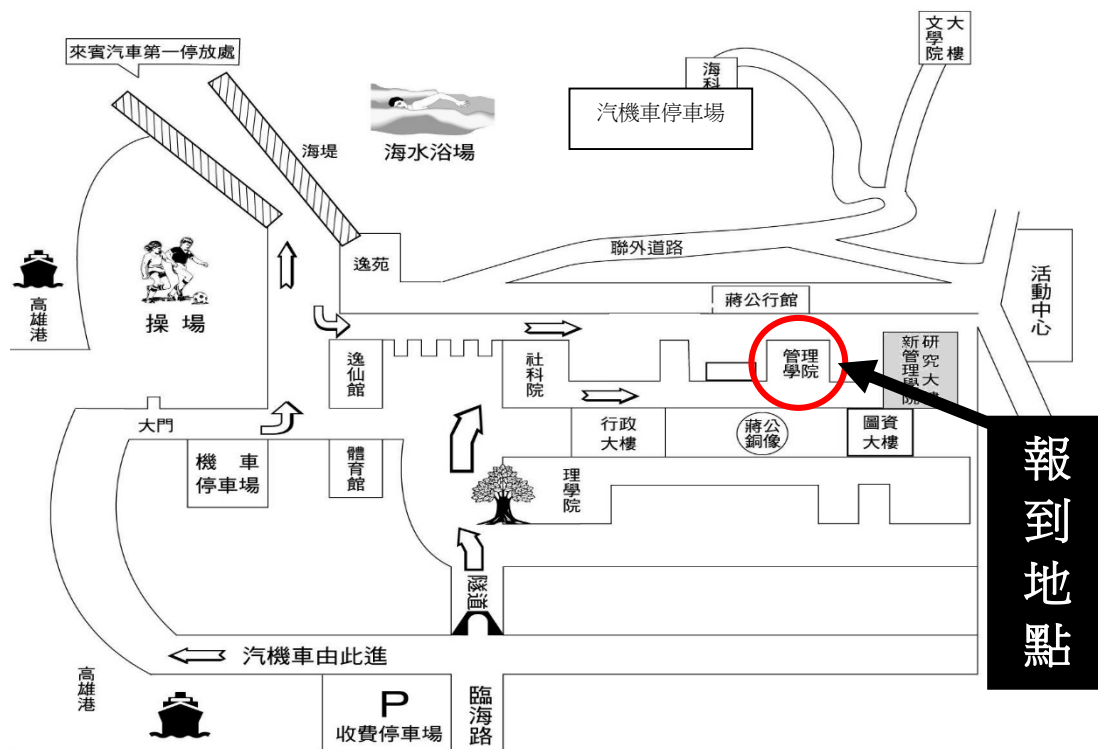 來賓汽車第一停放處
大樓
文學院
海科
汽機車停車場
海堤
海水浴場
聯外道路
逸苑
高雄港
操場
蔣公行館
活動中心
逸仙館
社科院
管理
學院
研究大樓
新管理學院
大門
機車
停車場
體育館
行政
大樓
蔣公
銅像
圖資
大樓
報到地點
理學院
隧道
汽機車由此進
高雄港
P
收費停車場
臨海路